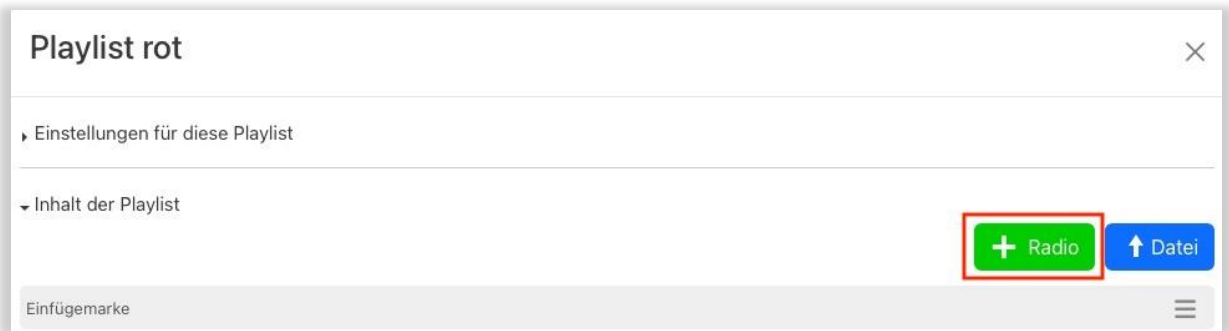 Playlist rot
Einstellungen für diese Playlist
Inhalt der Playlist
Radio
Datei
Einfügemarke